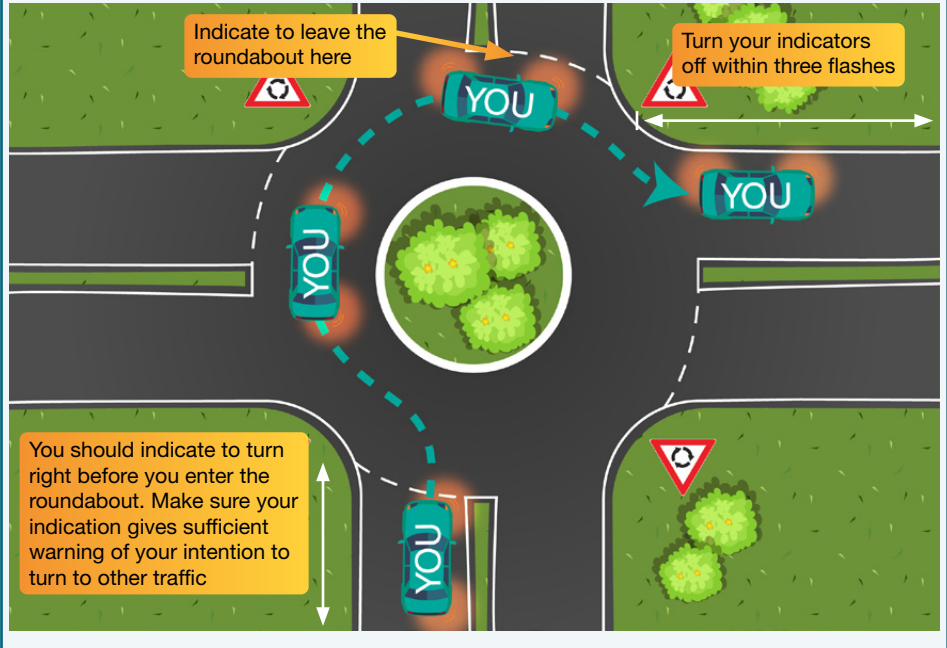 Indicate to leave the
roundabout here
Turn your indicators
off within three flashes
YOU
YOU
YOU
You should indicate to turn
right before you enter the
roundabout. Make sure your
indication gives sufficient
warning of your intention to
turn to other traffic
YOU